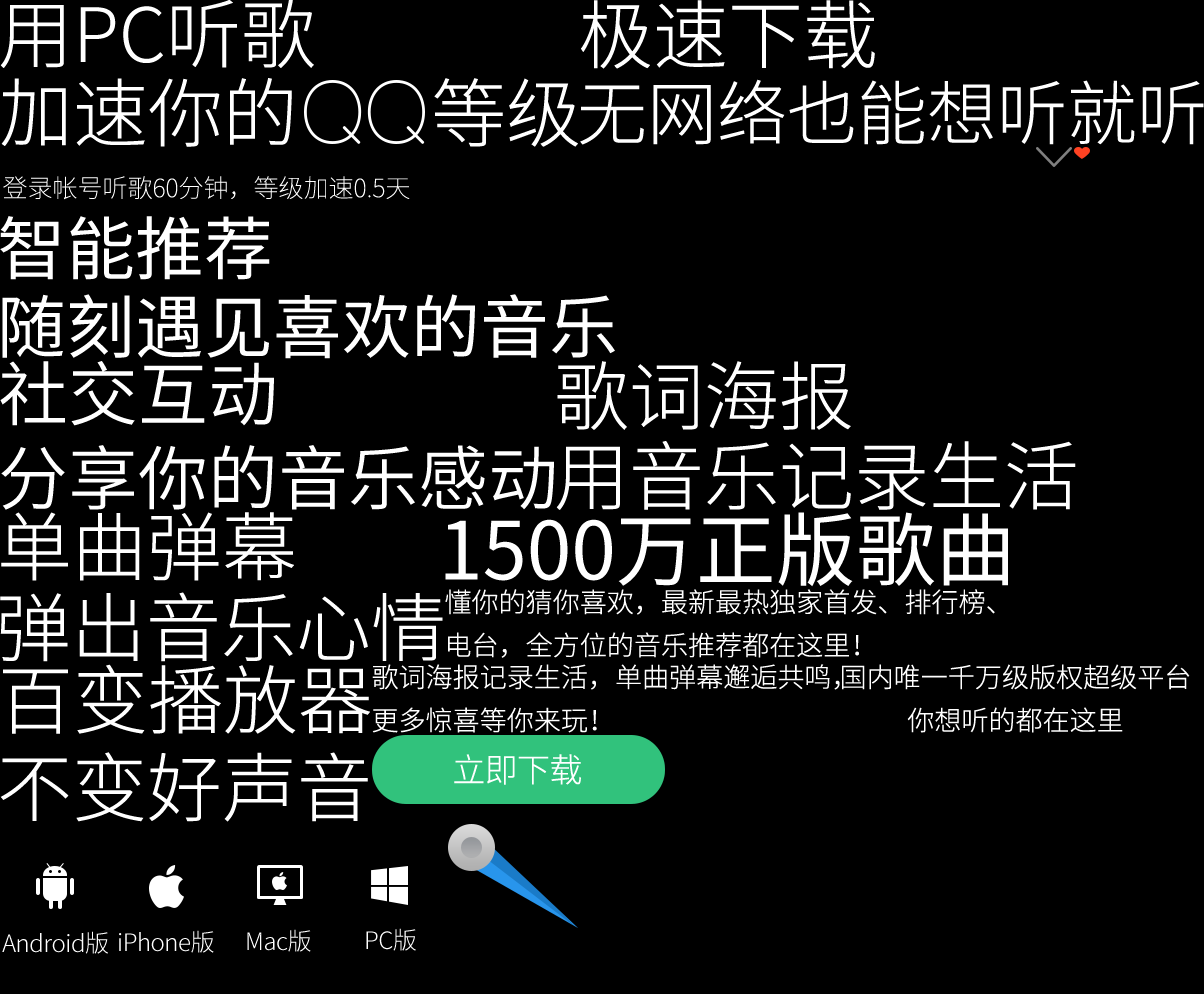 用PC听歌
极速下载
加速你的QQ等级
无网络也能想听就听
登录帐号听歌60分钟，等级加速0.5天
智能推荐
随刻遇见喜欢的音乐
社交互动
歌词海报
分享你的音乐感动
用音乐记录生活
单曲弹幕
1500万正版歌曲
弹出音乐心情
懂你的猜你喜欢，最新最热独家首发、排行榜、
电台，全方位的音乐推荐都在这里！
百变播放器
歌词海报记录生活，单曲弹幕邂逅共鸣，
国内唯一千万级版权超级平台
更多惊喜等你来玩！
你想听的都在这里
不变好声音
立即下载
Android版
iPhone版
Mac版
PC版